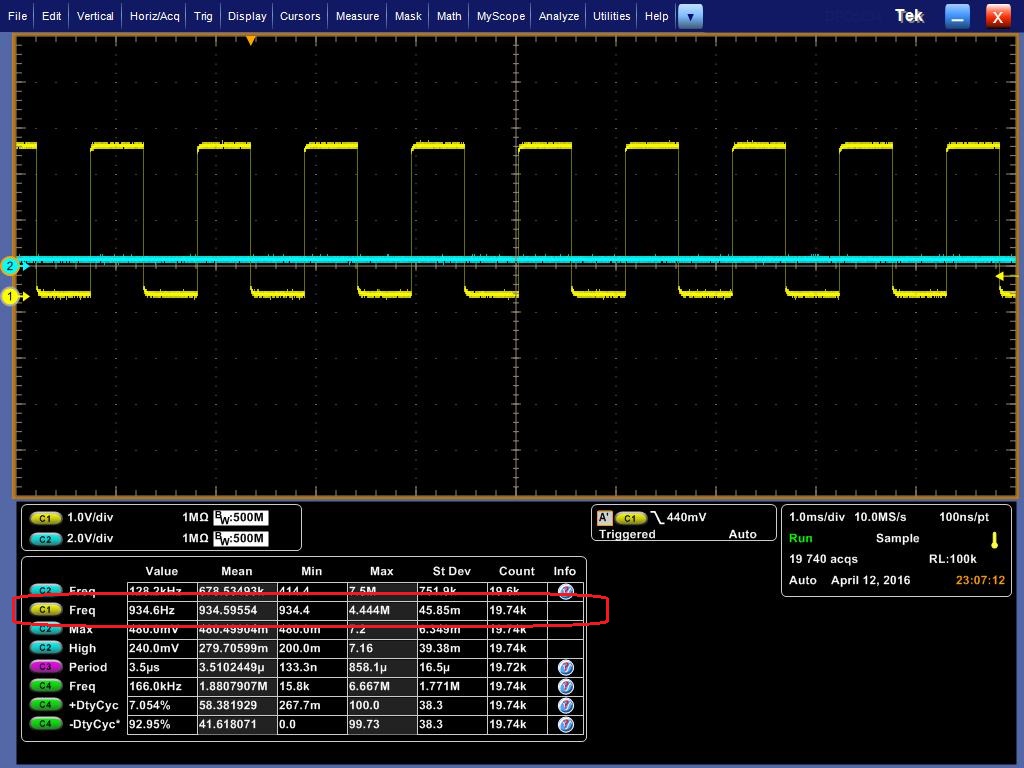 File Edit Vertical Horiz/Acq Trig Display Cursors Measure Mask Math MyScope Analyze Utilities Help Tek X
2
1
C1 1.0V/div 1MΩ BW:500M
C2 2.0V/div 1MΩ BW:500M
A' C1 440mV
Triggered Auto
1.0ms/div 10.0MS/s 100ns/pt
Run Sample
19 740 acqs RL:100k
Auto April 12, 2016 23:07:12
Value Mean Min Max St Dev Count Info
C2 Freq 128.2kHz 678.53493k 414.4 7.5M 751.9k 19.6k
C1 Freq 934.6Hz 934.59554 934.4 4.444M 45.85m 19.74k
C2 Max 480.0mV 480.49904m 480.0m 7.2 6.349m 19.74k
C2 High 240.0mV 279.70599m 200.0m 7.16 39.38m 19.74k
C3 Period 3.5µs 3.5102449µ 133.3n 858.1µ 16.5µ 19.72k
C4 Freq 166.0kHz 1.8807907M 15.8k 6.667M 1.771M 19.74k
C4 +DtyCyc 7.054% 58.381929 267.7m 100.0 38.3 19.74k
C4 -DtyCyc* 92.95% 41.618071 0.0 99.73 38.3 19.74k